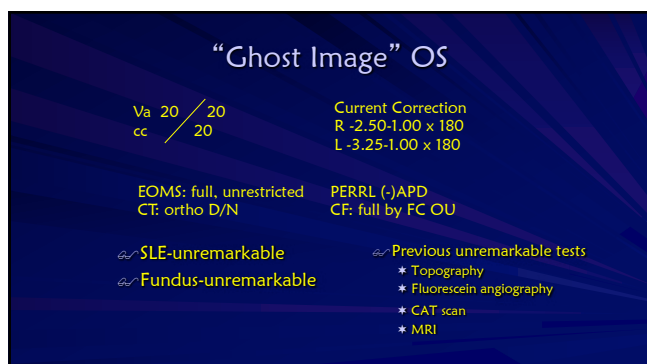 “Ghost Image” OS
Va 20 / 20
cc / 20
Current Correction
R -2.50-1.00 x 180
L -3.25-1.00 x 180
EOMS: full, unrestricted
CT: ortho D/N
PERRL (-)APD
CF: full by FC OU
SLE-unremarkable
Fundus-unremarkable
Previous unremarkable tests
Topography
Fluorescein angiography
CAT scan
MRI